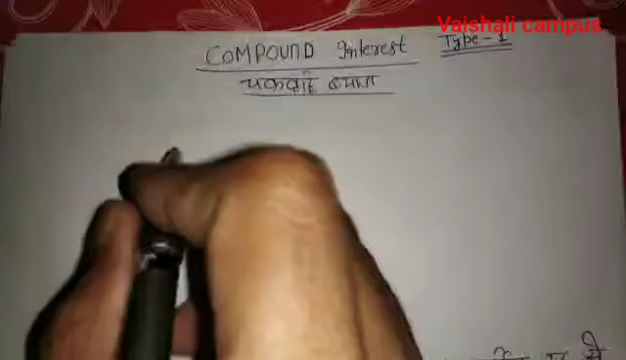 Vaishali campus
COMPOUND Interest Type - 1
चक्रवृद्धि ब्याज
से